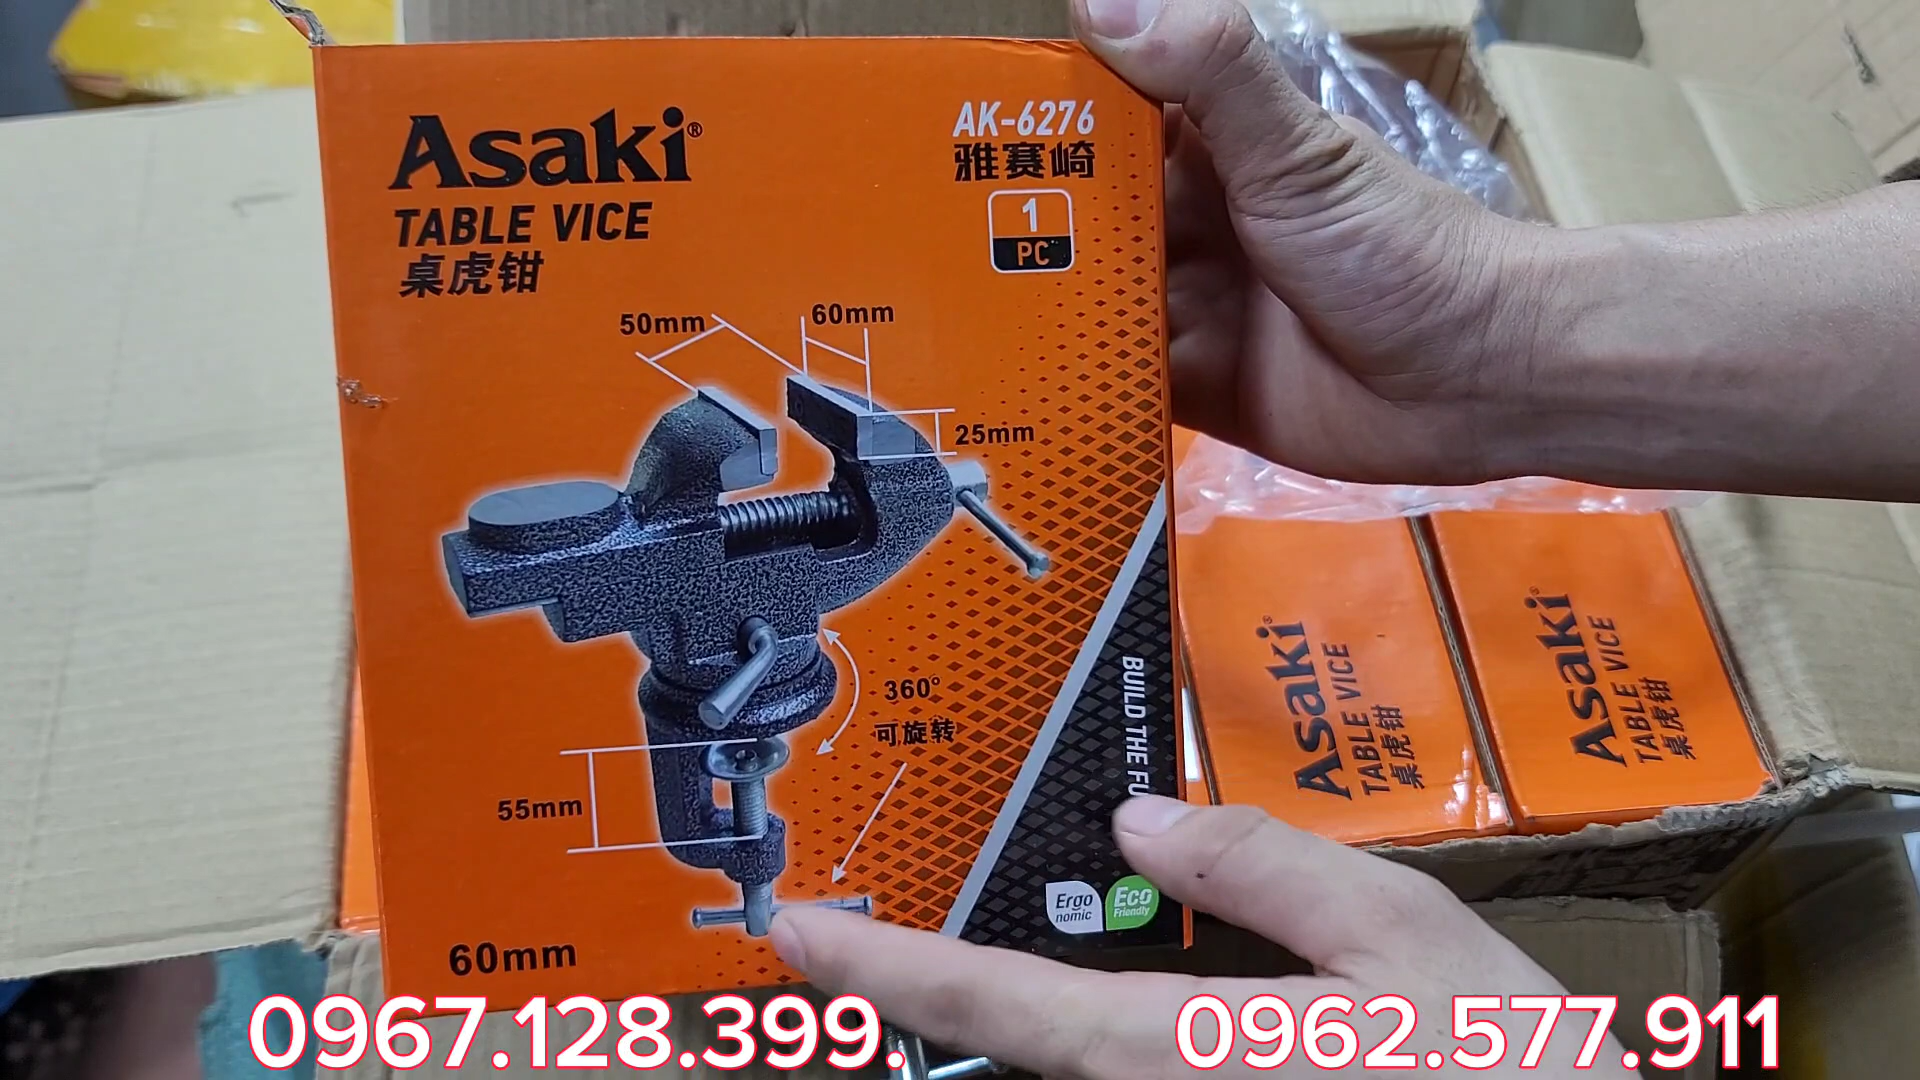 Asaki®
TABLE VICE
桌虎钳
AK-6276
雅赛崎
1
PC
50mm
60mm
25mm
360°
可旋转
55mm
60mm
BUILD THE FU
Ergo
nomic
Eco
Friendly
Asaki®
TABLE VICE
桌虎钳
Asaki®
TABLE VICE
桌虎钳
0967.128.399.
0962.577.911